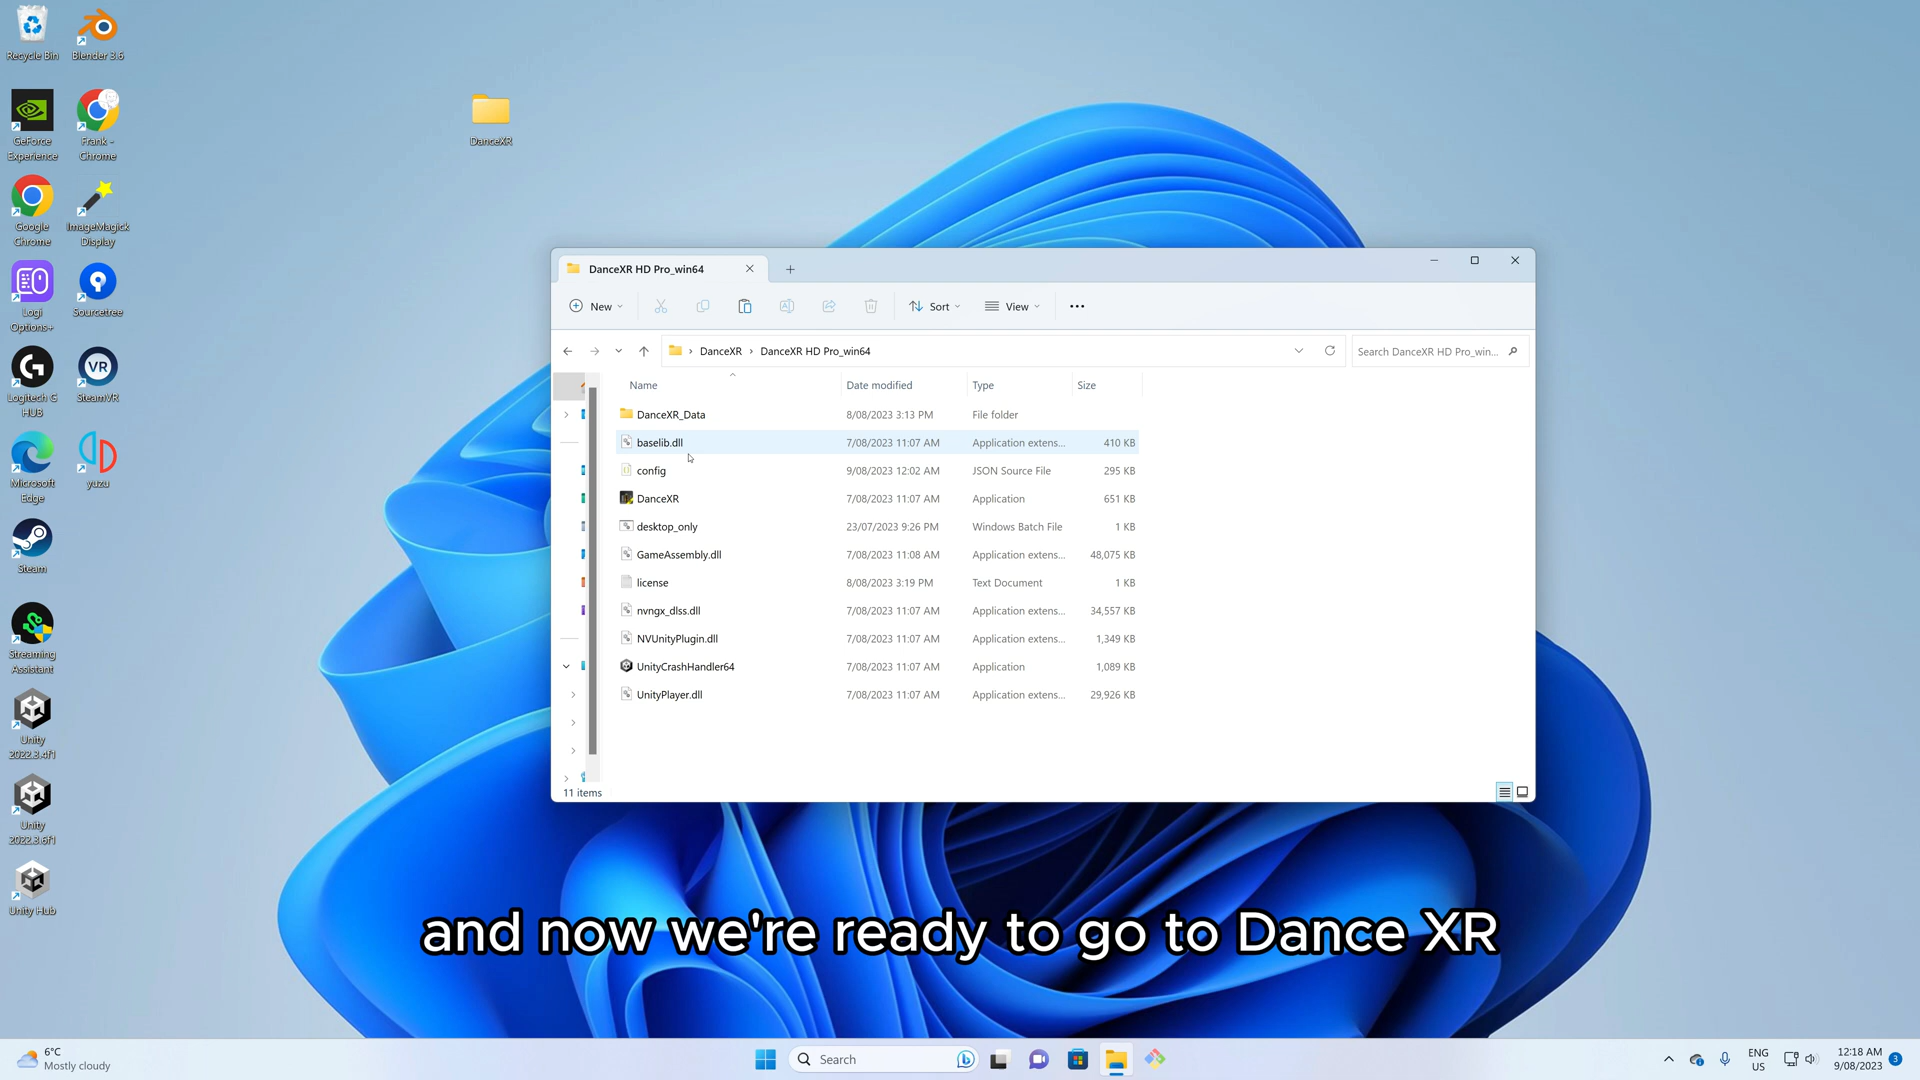 Recycle Bin
Blender 3.6
GeForce
Experience
Frank -
Chrome
Google
Chrome
ImageMagick
Display
Logi
Options+
Sourcetree
Logitech G
HUB
VR
SteamVR
Microsoft
Edge
yuzu
Steam
Streaming
Assistant
Unity
2022.3.4f1
Unity
2022.3.6f1
Unity Hub
DanceXR
DanceXR HD Pro_win64
New
Sort
View
DanceXR > DanceXR HD Pro_win64
Search DanceXR HD Pro_win...
Name Date modified Type Size
DanceXR_Data 8/08/2023 3:13 PM File folder
baselib.dll 7/08/2023 11:07 AM Application extens... 410 KB
config 9/08/2023 12:02 AM JSON Source File 295 KB
DanceXR 7/08/2023 11:07 AM Application 651 KB
desktop_only 23/07/2023 9:26 PM Windows Batch File 1 KB
GameAssembly.dll 7/08/2023 11:08 AM Application extens... 48,075 KB
license 8/08/2023 3:19 PM Text Document 1 KB
nvngx_dlss.dll 7/08/2023 11:07 AM Application extens... 34,557 KB
NVUnityPlugin.dll 7/08/2023 11:07 AM Application extens... 1,349 KB
UnityCrashHandler64 7/08/2023 11:07 AM Application 1,089 KB
UnityPlayer.dll 7/08/2023 11:07 AM Application extens... 29,926 KB
11 items
and now we're ready to go to Dance XR
6°C
Mostly cloudy
Search
ENG
US
12:18 AM
9/08/2023
3